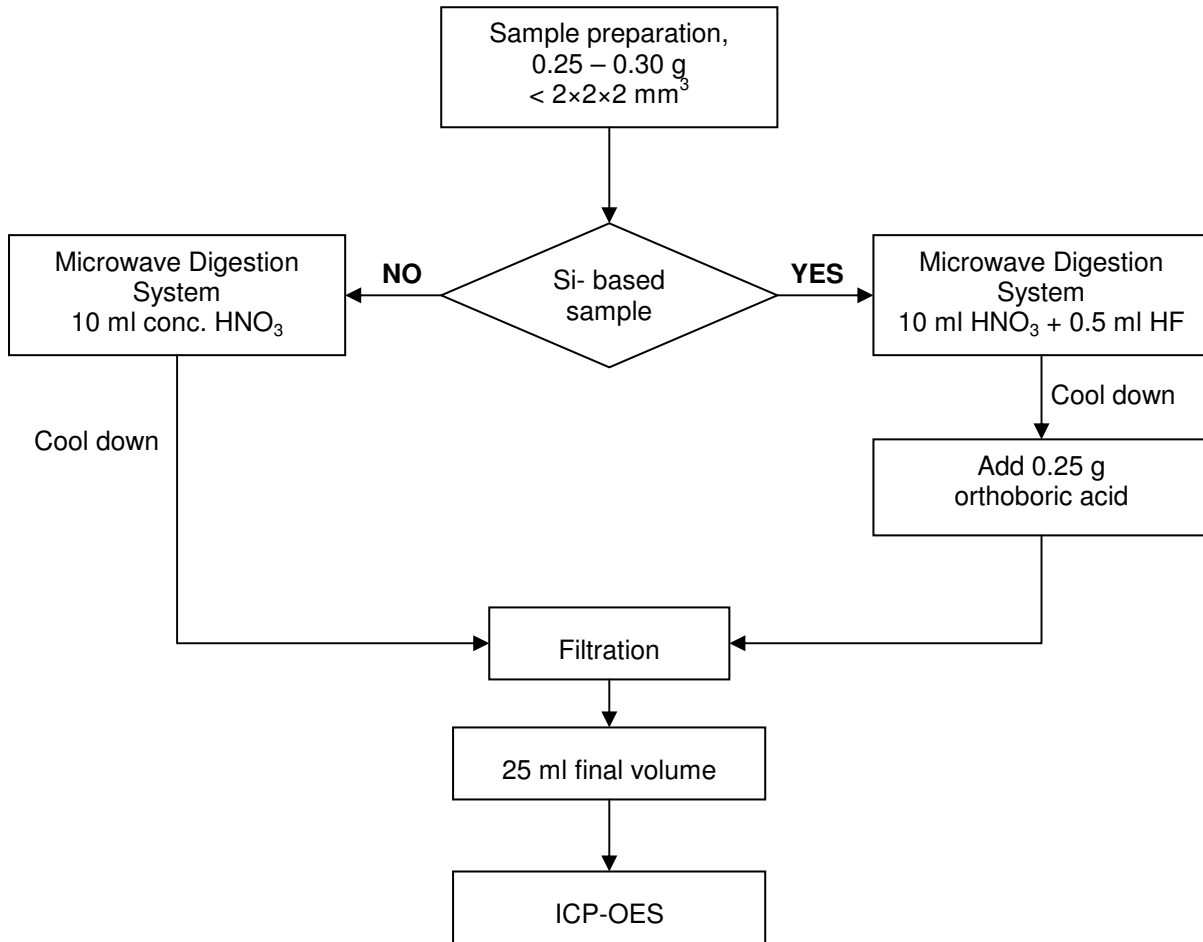 Sample preparation,
0.25 – 0.30 g
< 2×2×2 mm³
Microwave Digestion
System
10 ml conc. HNO₃
NO
Si- based
sample
YES
Microwave Digestion
System
10 ml HNO₃ + 0.5 ml HF
Cool down
Cool down
Add 0.25 g
orthoboric acid
Filtration
25 ml final volume
ICP-OES